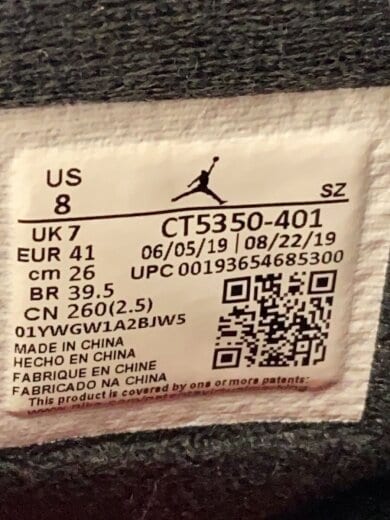 US
8
SZ
UK 7
EUR 41
cm 26
BR 39.5
CN 260(2.5)
CT5350-401
06/05/19 | 08/22/19
UPC 00193654685300
01YWGW1A2BJW5
MADE IN CHINA
HECHO EN CHINA
FABRIQUE EN CHINE
FABRICADO NA CHINA
This product is covered by one or more patents: